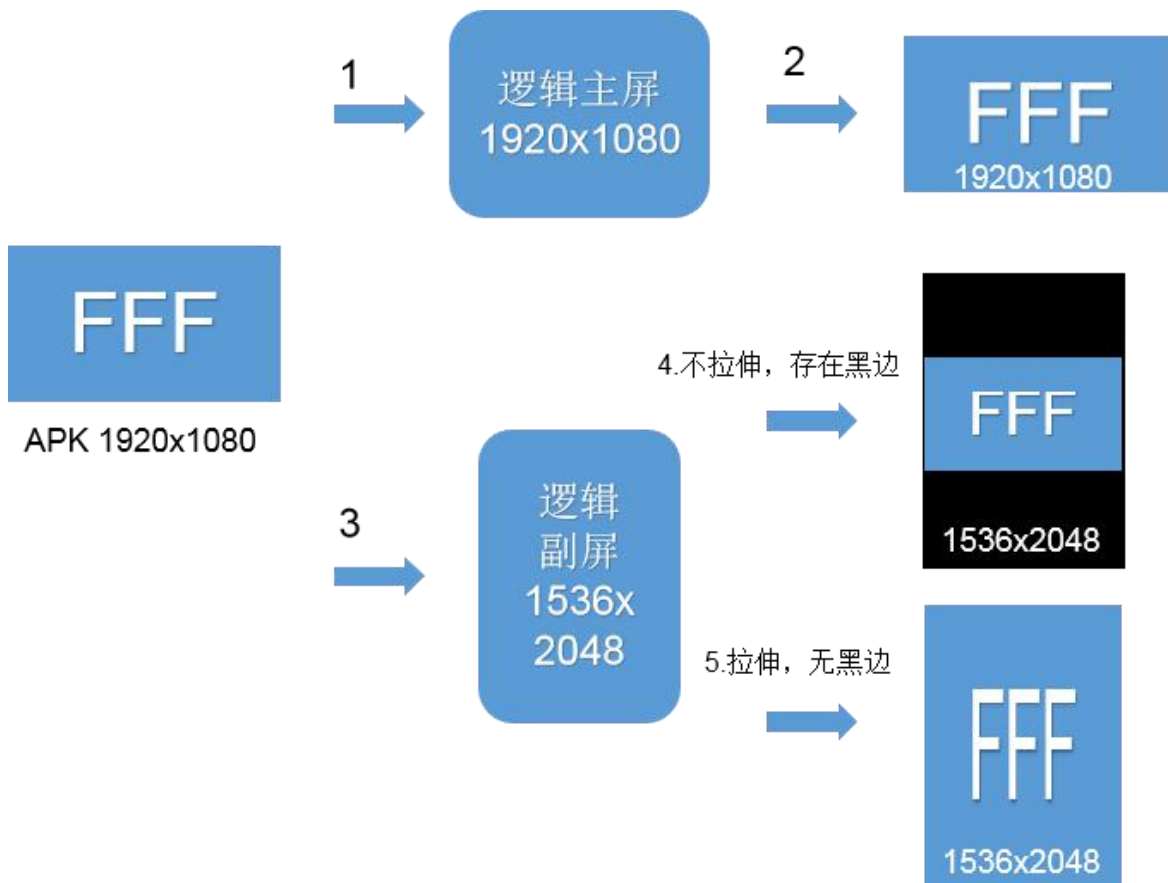 1
逻辑主屏
1920x1080
2
FFF
1920x1080
FFF
APK 1920x1080
3
逻辑
副屏
1536x
2048
4.不拉伸，存在黑边
FFF
1536x2048
5.拉伸，无黑边
FFF
1536x2048